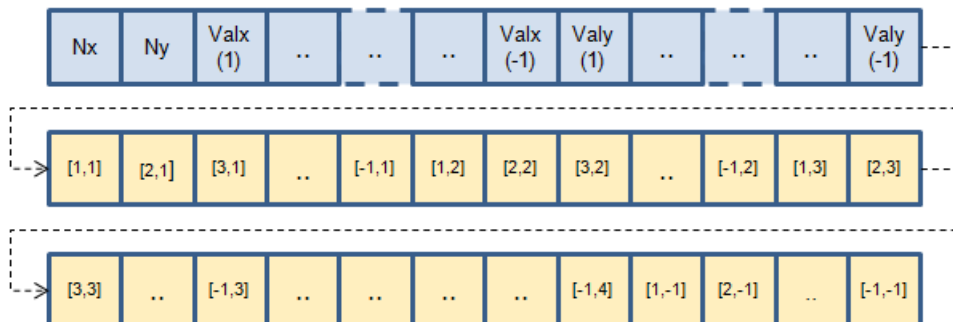 Nx Ny Valx (1) .. .. .. Valx (-1) Valy (1) .. .. .. Valy (-1)
[1,1] [2,1] [3,1] .. [-1,1] [1,2] [2,2] [3,2] .. [-1,2] [1,3] [2,3]
[3,3] .. [-1,3] .. .. .. .. [-1,4] [1,-1] [2,-1] .. [-1,-1]